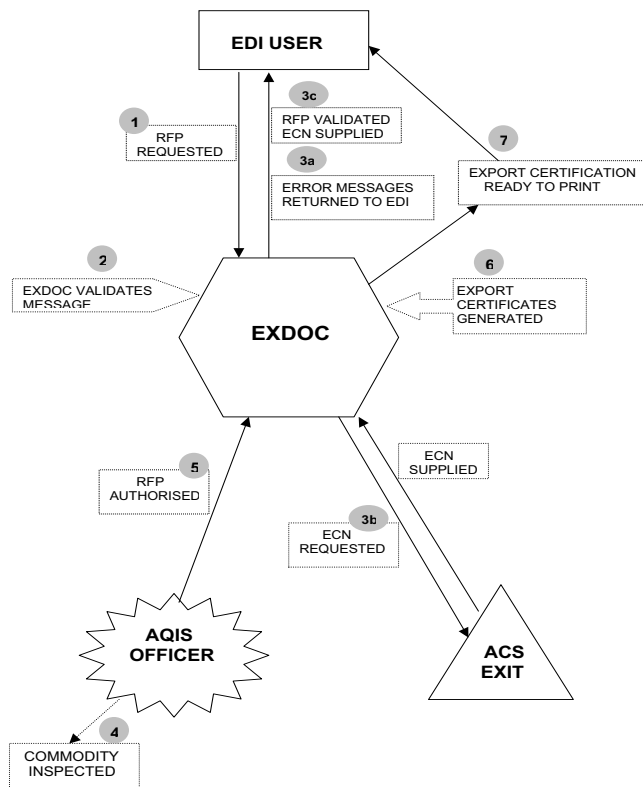 EDI USER
3c
1
RFP VALIDATED
ECN SUPPLIED
RFP
REQUESTED
7
3a
EXPORT CERTIFICATION
READY TO PRINT
ERROR MESSAGES
RETURNED TO EDI
2
6
EXDOC VALIDATES
MESSAGE
EXPORT
CERTIFICATES
GENERATED
EXDOC
5
ECN
SUPPLIED
RFP
AUTHORISED
3b
ECN
REQUESTED
AQIS
OFFICER
ACS
EXIT
4
COMMODITY
INSPECTED